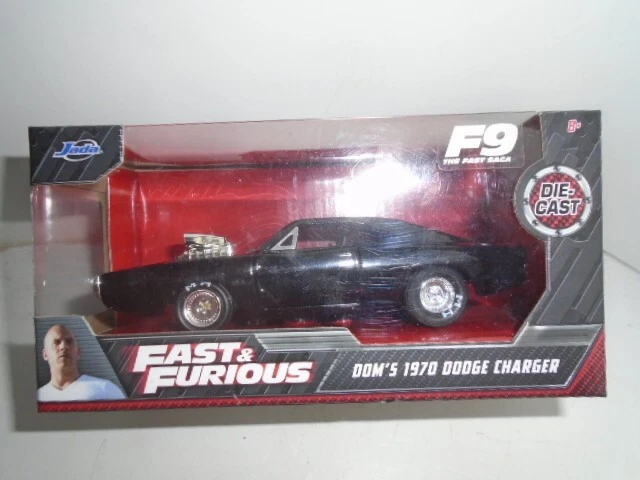 Jada
F9
THE FAST SAGA
8+
DIE-
CAST
FAST &
FURIOUS
DOM'S 1970 DODGE CHARGER